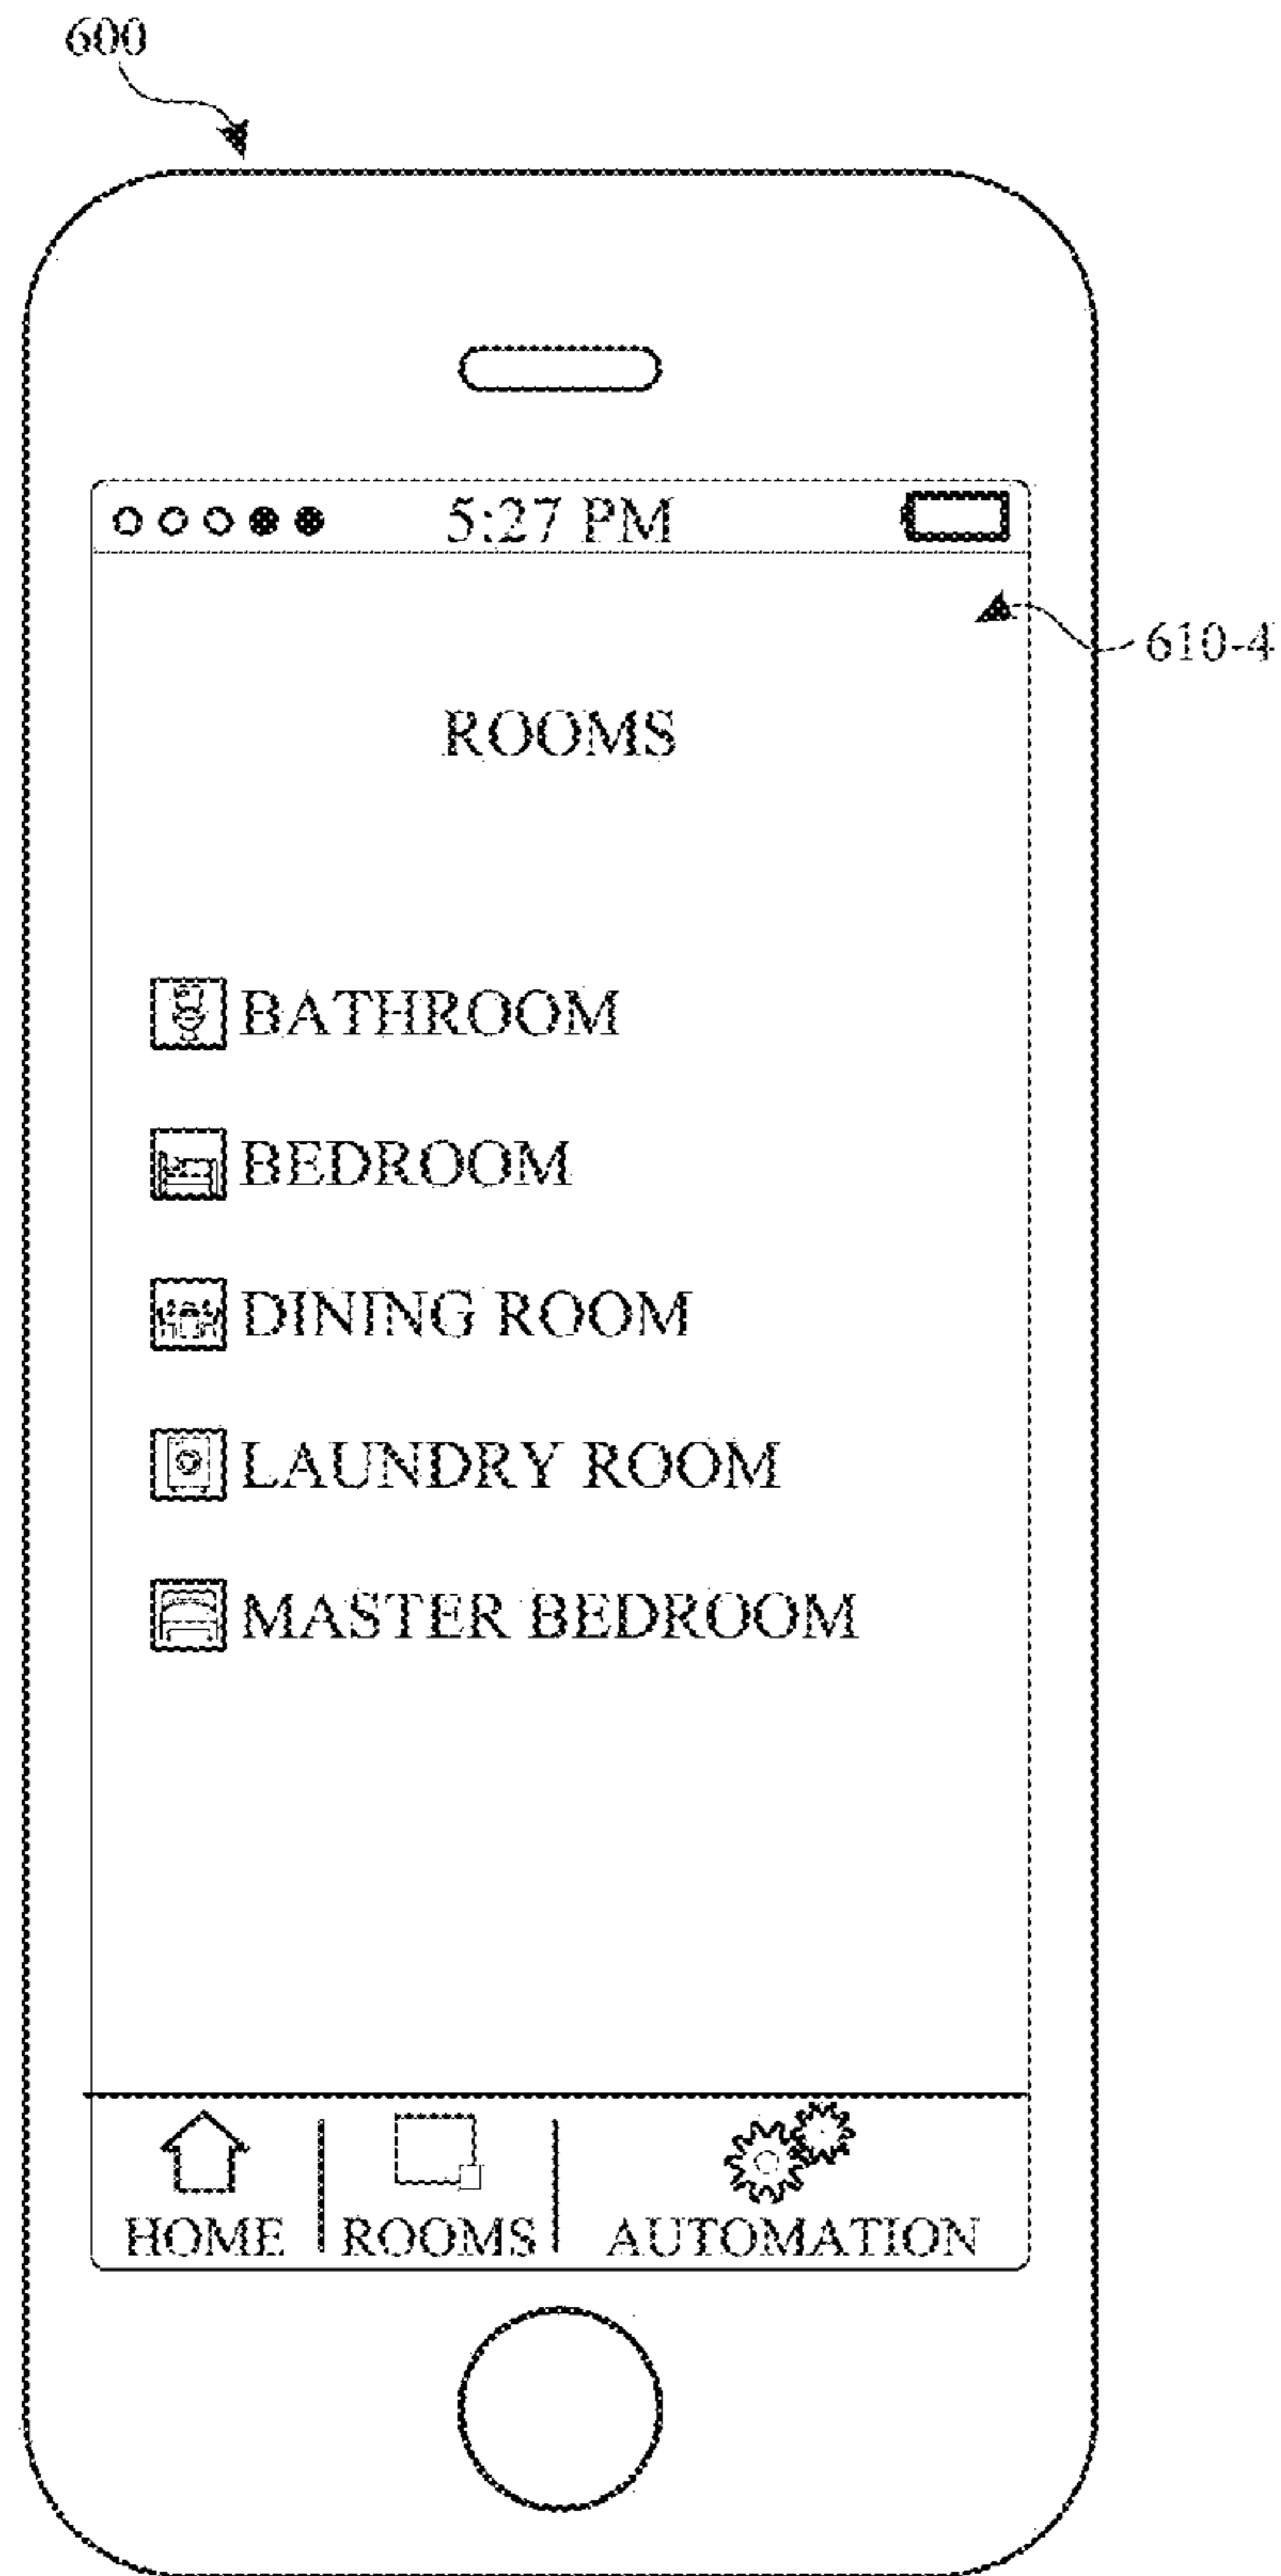 600
5:27 PM
610-4
ROOMS
BATHROOM
BEDROOM
DINING ROOM
LAUNDRY ROOM
MASTER BEDROOM
HOME ROOMS AUTOMATION